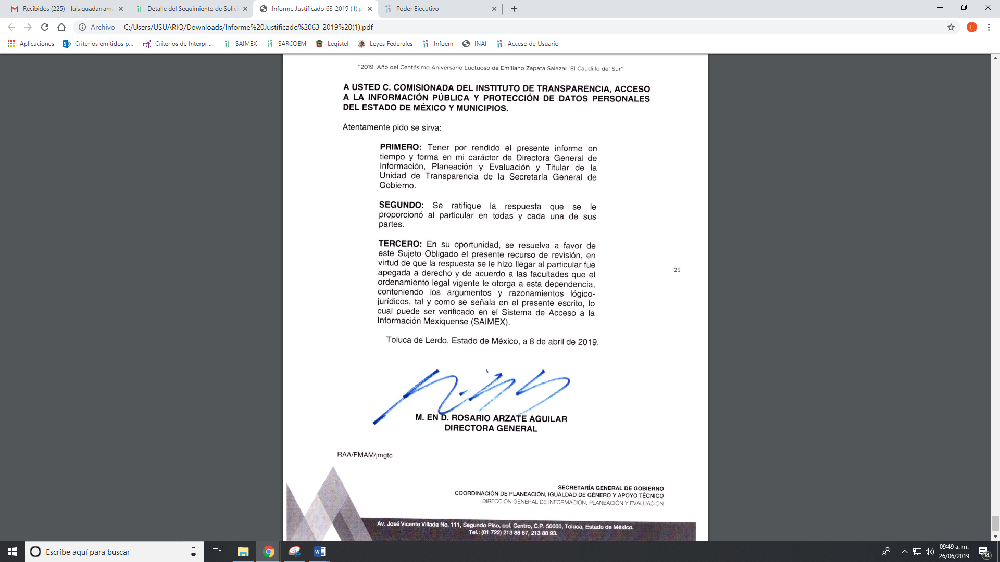 Recibidos (225) - luis.guadarrama
Detalle del Seguimiento de Solici
Informe Justificado 63-2019 (1).p
Poder Ejecutivo
Archivo
C:/Users/USUARIO/Downloads/Informe%20Justificado%2063-2019%20(1).pdf
L
Aplicaciones
Criterios emitidos p...
Criterios de Interpr...
SAIMEX
SARCOEM
Legistel
Leyes Federales
Infoem
INAI
Acceso de Usuario
"2019. Año del Centésimo Aniversario Luctuoso de Emiliano Zapata Salazar. El Caudillo del Sur".
A USTED C. COMISIONADA DEL INSTITUTO DE TRANSPARENCIA, ACCESO
A LA INFORMACIÓN PÚBLICA Y PROTECCIÓN DE DATOS PERSONALES
DEL ESTADO DE MÉXICO Y MUNICIPIOS.
Atentamente pido se sirva:
PRIMERO: Tener por rendido el presente informe en
tiempo y forma en mi carácter de Directora General de
Información, Planeación y Evaluación y Titular de la
Unidad de Transparencia de la Secretaría General de
Gobierno.
SEGUNDO: Se ratifique la respuesta que se le
proporcionó al particular en todas y cada una de sus
partes.
TERCERO: En su oportunidad, se resuelva a favor de
este Sujeto Obligado el presente recurso de revisión, en
virtud de que la respuesta se le hizo llegar al particular fue
apegada a derecho y de acuerdo a las facultades que el
ordenamiento legal vigente le otorga a esta dependencia,
conteniendo los argumentos y razonamientos lógico-
jurídicos, tal y como se señala en el presente escrito, lo
cual puede ser verificado en el Sistema de Acceso a la
Información Mexiquense (SAIMEX).
26
Toluca de Lerdo, Estado de México, a 8 de abril de 2019.
M. EN D. ROSARIO ARZATE AGUILAR
DIRECTORA GENERAL
RAA/FMAM/jmgtc
SECRETARÍA GENERAL DE GOBIERNO
COORDINACIÓN DE PLANEACIÓN, IGUALDAD DE GÉNERO Y APOYO TÉCNICO
DIRECCIÓN GENERAL DE INFORMACIÓN, PLANEACIÓN Y EVALUACIÓN
Av. José Vicente Villada No. 111, Segundo Piso, col. Centro, C.P. 50000, Toluca, Estado de México.
Tel.: (01 722) 213 88 87, 213 88 93.
Escribe aquí para buscar
09:49 a. m.
26/06/2019
14